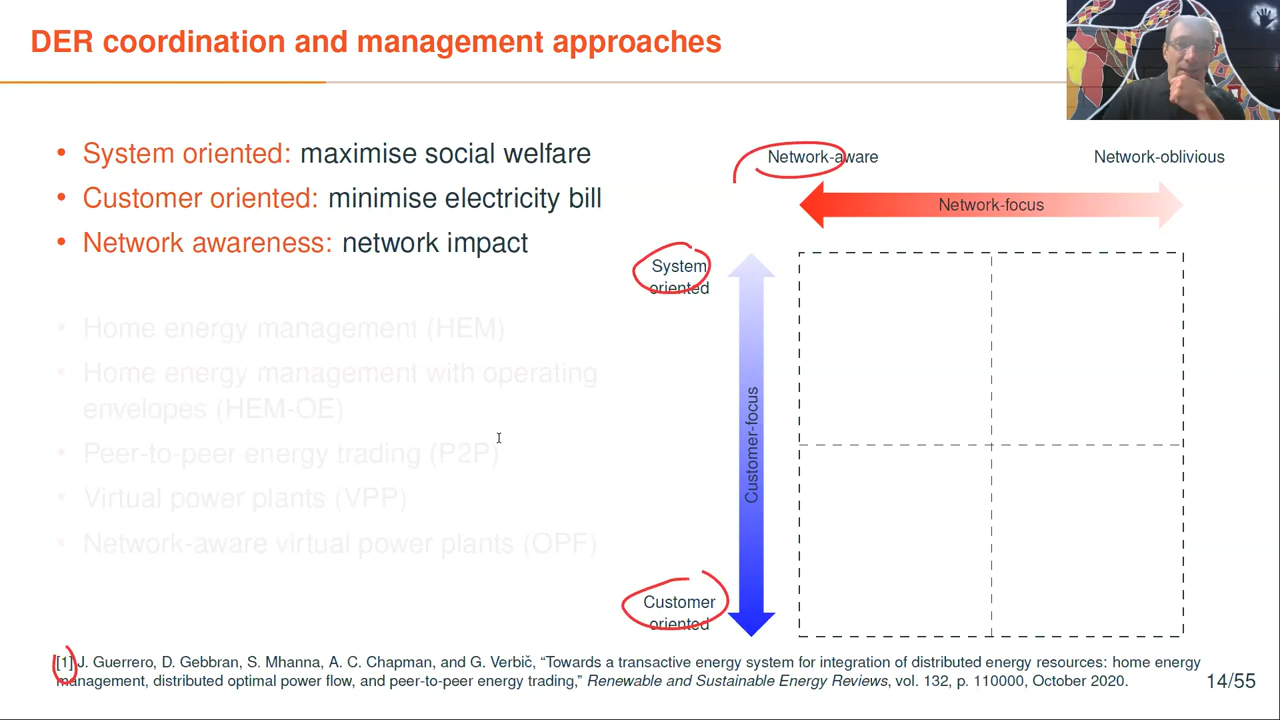 DER coordination and management approaches
• System oriented: maximise social welfare
• Customer oriented: minimise electricity bill
• Network awareness: network impact
• Home energy management (HEM)
• Home energy management with operating
envelopes (HEM-OE)
• Peer-to-peer energy trading (P2P)
• Virtual power plants (VPP)
• Network-aware virtual power plants (OPF)
Network-aware
Network-oblivious
Network-focus
System
oriented
Customer-focus
Customer
oriented
[1] J. Guerrero, D. Gebbran, S. Mhanna, A. C. Chapman, and G. Verbič, “Towards a transactive energy system for integration of distributed energy resources: home energy
management, distributed optimal power flow, and peer-to-peer energy trading,” Renewable and Sustainable Energy Reviews, vol. 132, p. 110000, October 2020.
14/55